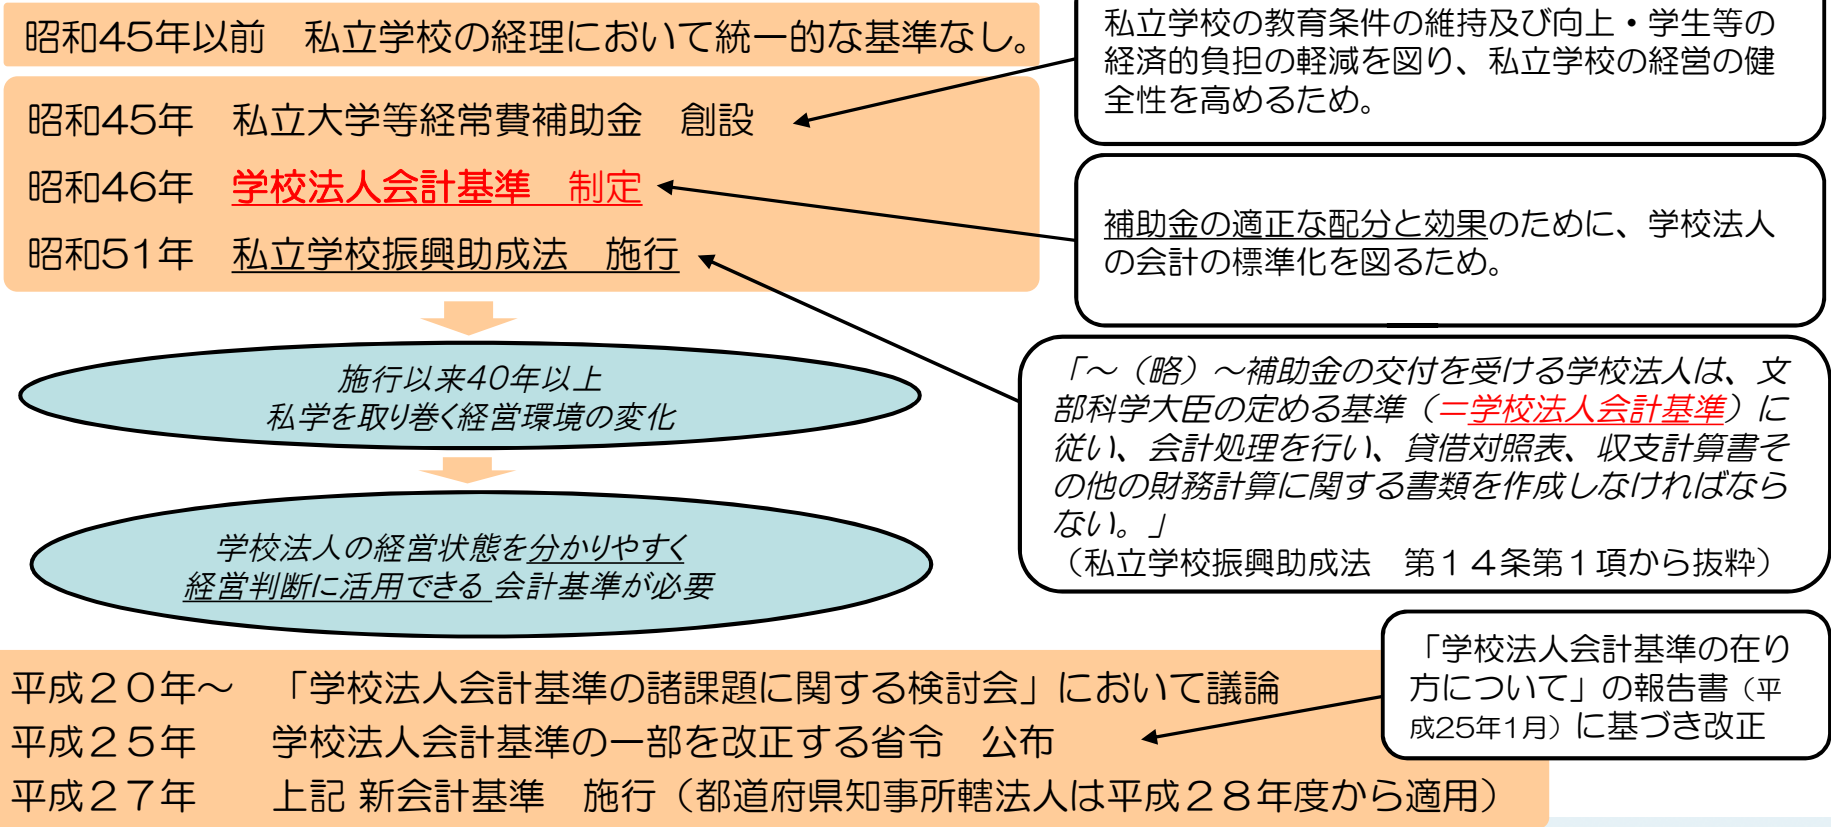 昭和45年以前　私立学校の経理において統一的な基準なし。
昭和45年　私立大学等経常費補助金　創設
昭和46年　学校法人会計基準　制定
昭和51年　私立学校振興助成法　施行
私立学校の教育条件の維持及び向上・学生等の
経済的負担の軽減を図り、私立学校の経営の健
全性を高めるため。
補助金の適正な配分と効果のために、学校法人
の会計の標準化を図るため。
「～（略）～補助金の交付を受ける学校法人は、文
部科学大臣の定める基準（＝学校法人会計基準）に
従い、会計処理を行い、貸借対照表、収支計算書そ
の他の財務計算に関する書類を作成しなければなら
ない。」
（私立学校振興助成法　第１４条第１項から抜粋）
施行以来40年以上
私学を取り巻く経営環境の変化
学校法人の経営状態を分かりやすく
経営判断に活用できる 会計基準が必要
「学校法人会計基準の在り
方について」の報告書（平
成25年1月）に基づき改正
平成２０年～　「学校法人会計基準の諸課題に関する検討会」において議論
平成２５年　　学校法人会計基準の一部を改正する省令　公布
平成２７年　　上記 新会計基準　施行（都道府県知事所轄法人は平成２８年度から適用）